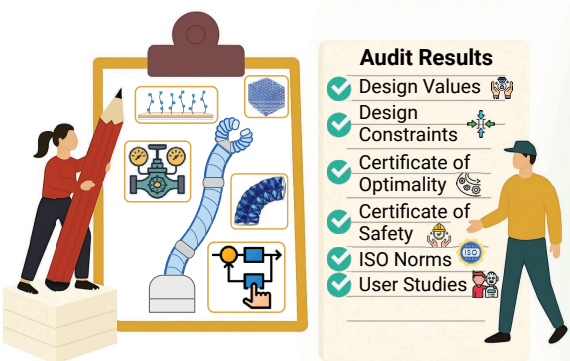 Audit Results
Design Values
Design
Constraints
Certificate of
Optimality
Certificate of
Safety
ISO Norms
ISO
User Studies